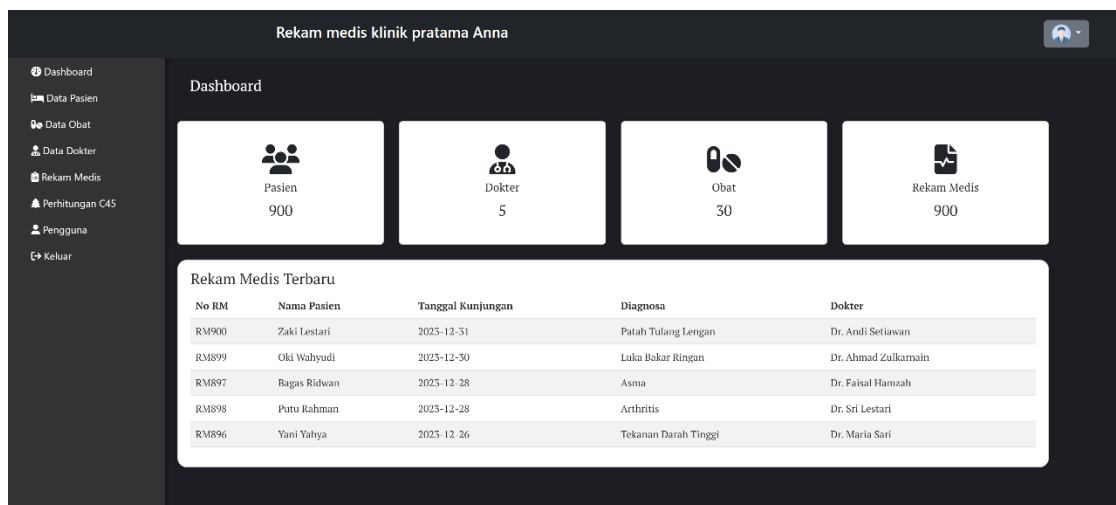 Rekam medis klinik pratama Anna
Dashboard
Data Pasien
Data Obat
Data Dokter
Rekam Medis
Perhitungan C45
Pengguna
Keluar
Dashboard
Pasien
900
Dokter
5
Obat
30
Rekam Medis
900
Rekam Medis Terbaru
No RM Nama Pasien Tanggal Kunjungan Diagnosa Dokter
RM900 Zaki Lestari 2023-12-31 Patah Tulang Lengan Dr. Andi Setiawan
RM899 Oki Wahyudi 2023-12-30 Luka Bakar Ringan Dr. Ahmad Zulkarnain
RM897 Bagas Ridwan 2023-12-28 Asma Dr. Faisal Hamzah
RM898 Putu Rahman 2023-12-28 Arthritis Dr. Sri Lestari
RM896 Yani Yahya 2023-12-26 Tekanan Darah Tinggi Dr. Maria Sari